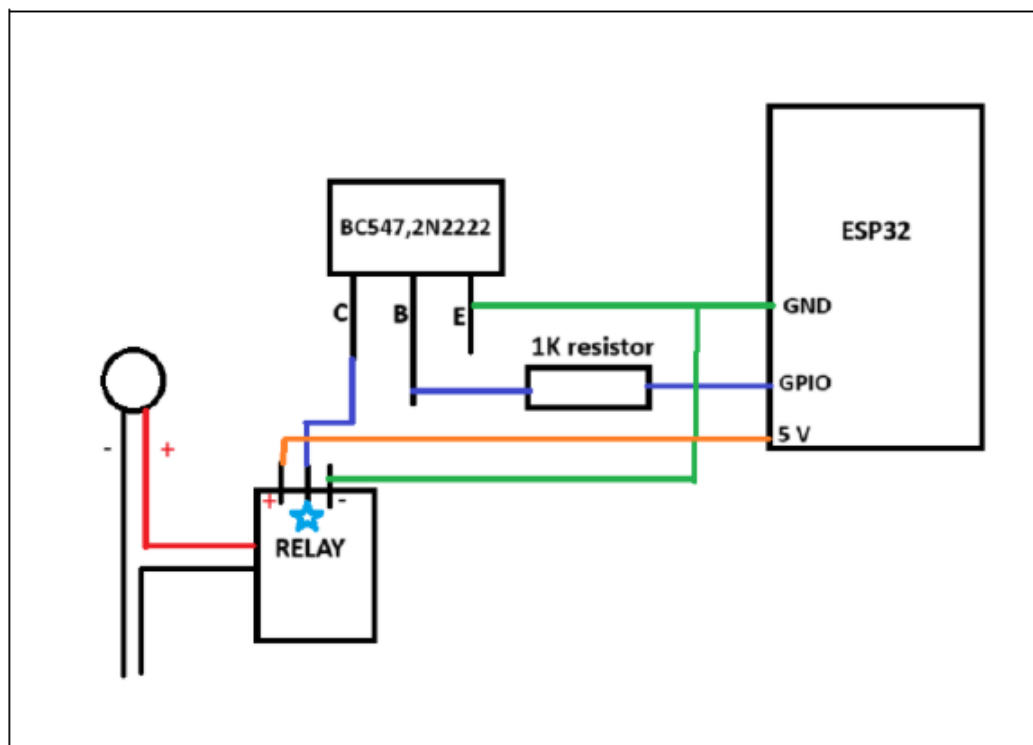 BC547,2N2222
ESP32
C
B
E
GND
1K resistor
GPIO
5 V
-
+
+
-
RELAY